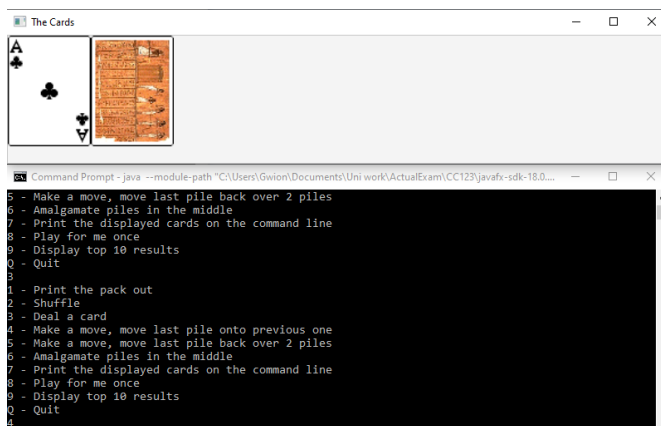 The Cards
A
A
Command Prompt - java --module-path "C:\Users\Gwion\Documents\Uni work\ActualExam\CC123\javafx-sdk-18.0....
5 - Make a move, move last pile back over 2 piles
6 - Amalgamate piles in the middle
7 - Print the displayed cards on the command line
8 - Play for me once
9 - Display top 10 results
Q - Quit
3
1 - Print the pack out
2 - Shuffle
3 - Deal a card
4 - Make a move, move last pile onto previous one
5 - Make a move, move last pile back over 2 piles
6 - Amalgamate piles in the middle
7 - Print the displayed cards on the command line
8 - Play for me once
9 - Display top 10 results
Q - Quit
4